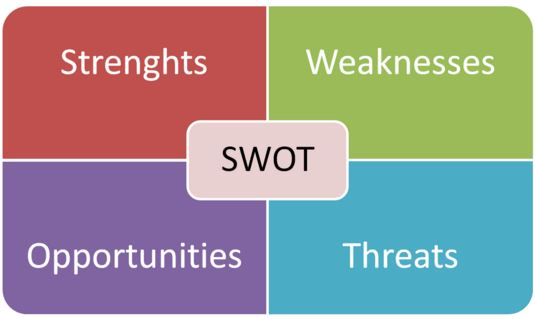 Strenghts
Weaknesses
SWOT
Opportunities
Threats